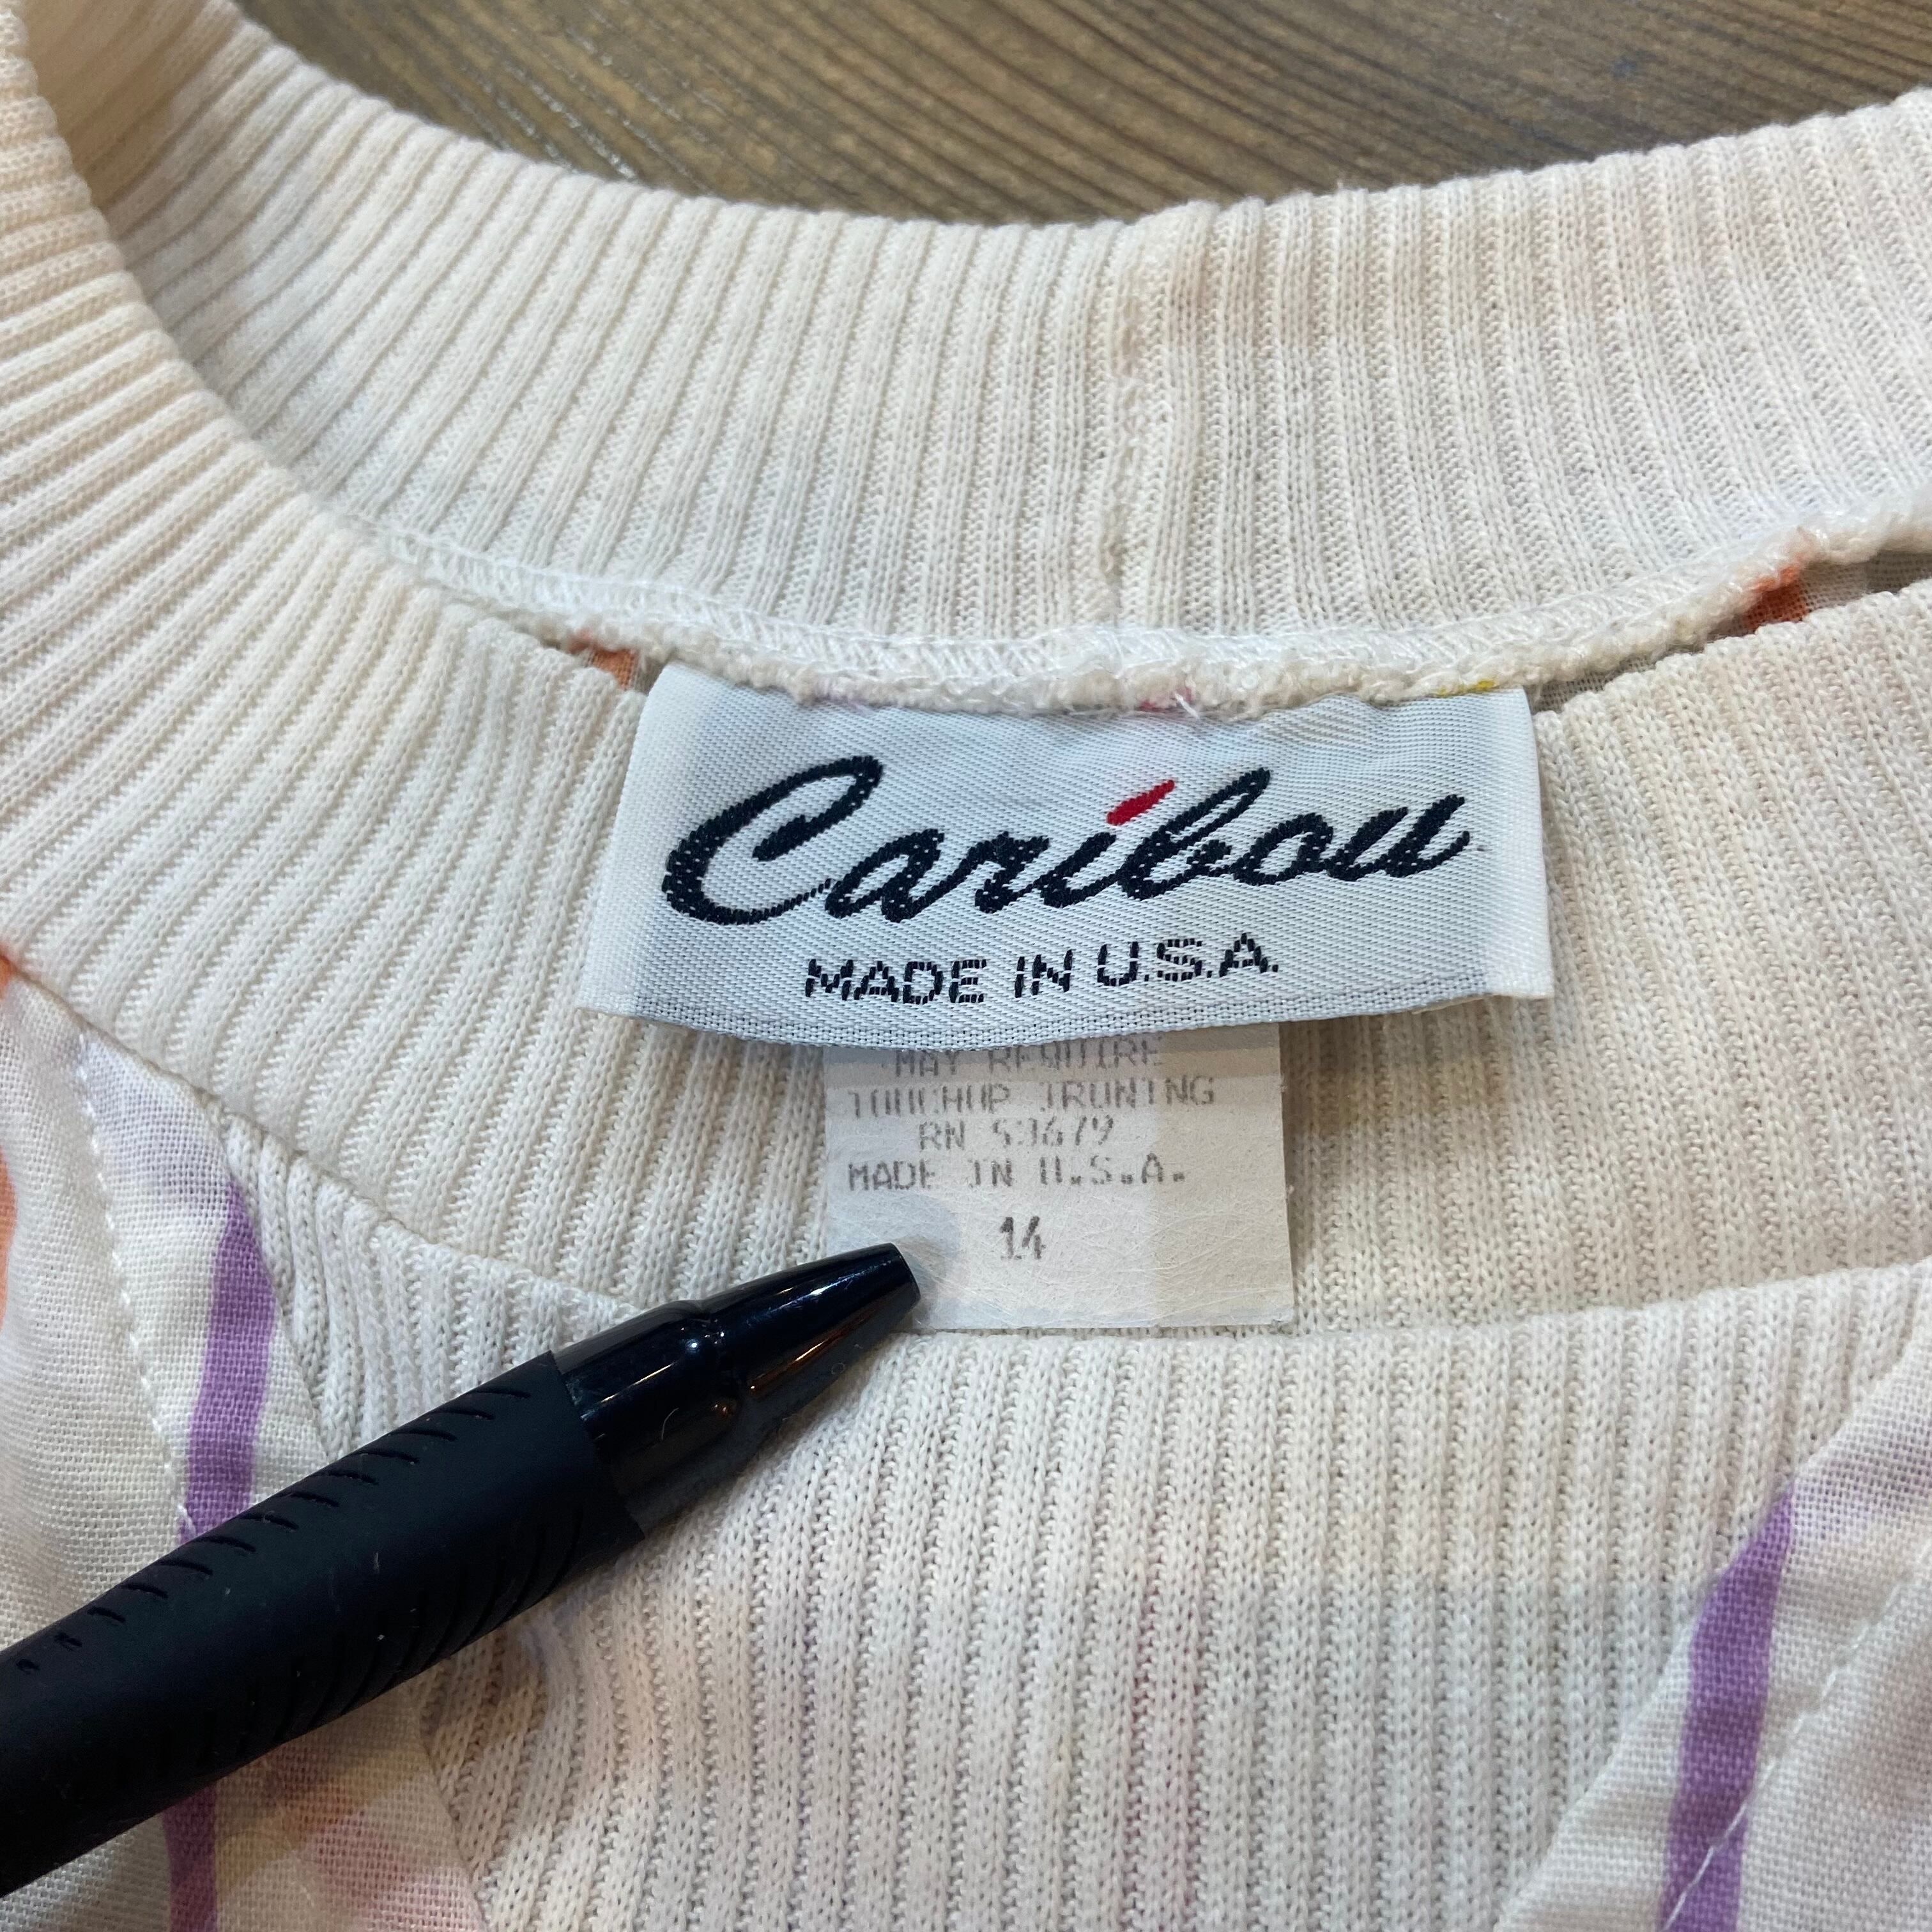 Caribou
MADE IN U.S.A.
MAY REQUIRE
TOUCHUP IRONING
RN 53679
MADE IN U.S.A.
14